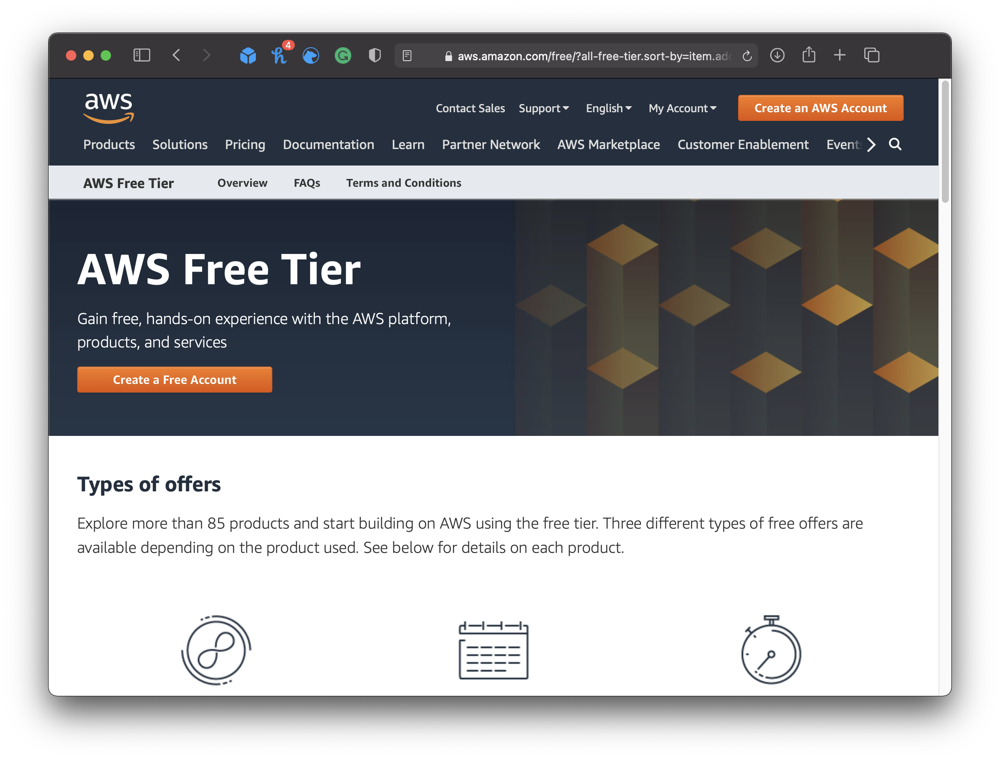 4
aws.amazon.com/free/?all-free-tier.sort-by=item.add
aws
Contact Sales Support English My Account Create an AWS Account
Products Solutions Pricing Documentation Learn Partner Network AWS Marketplace Customer Enablement Events
AWS Free Tier Overview FAQs Terms and Conditions
AWS Free Tier
Gain free, hands-on experience with the AWS platform,
products, and services
Create a Free Account
Types of offers
Explore more than 85 products and start building on AWS using the free tier. Three different types of free offers are
available depending on the product used. See below for details on each product.